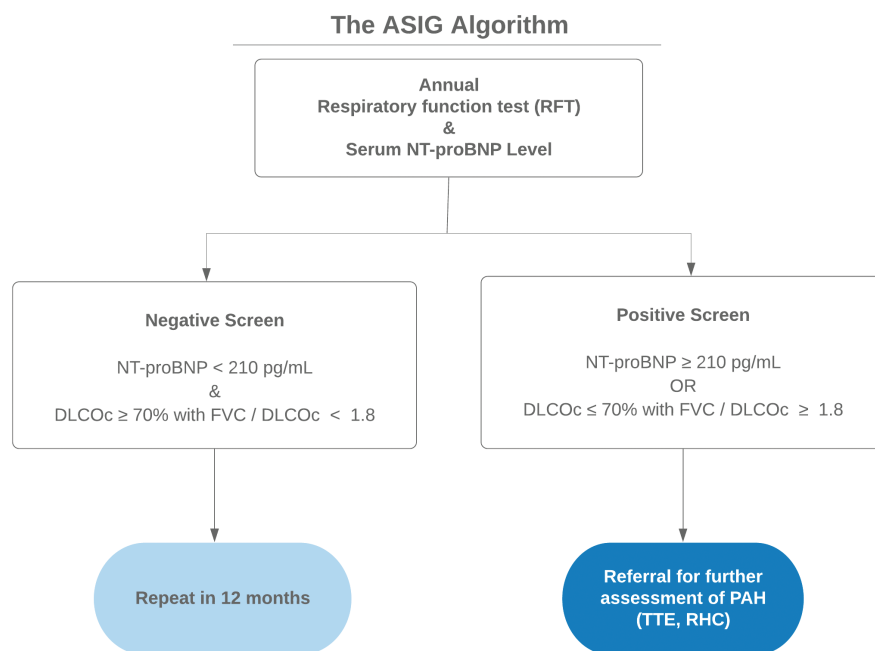 The ASIG Algorithm
Annual
Respiratory function test (RFT)
&
Serum NT-proBNP Level
Negative Screen
NT-proBNP < 210 pg/mL
&
DLCOc ≥ 70% with FVC / DLCOc < 1.8
Positive Screen
NT-proBNP ≥ 210 pg/mL
OR
DLCOc ≤ 70% with FVC / DLCOc ≥ 1.8
Repeat in 12 months
Referral for further
assessment of PAH
(TTE, RHC)